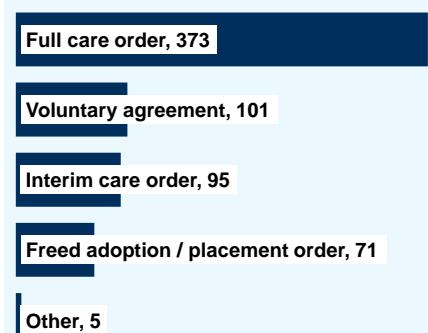 Full care order, 373
Voluntary agreement, 101
Interim care order, 95
Freed adoption / placement order, 71
Other, 5